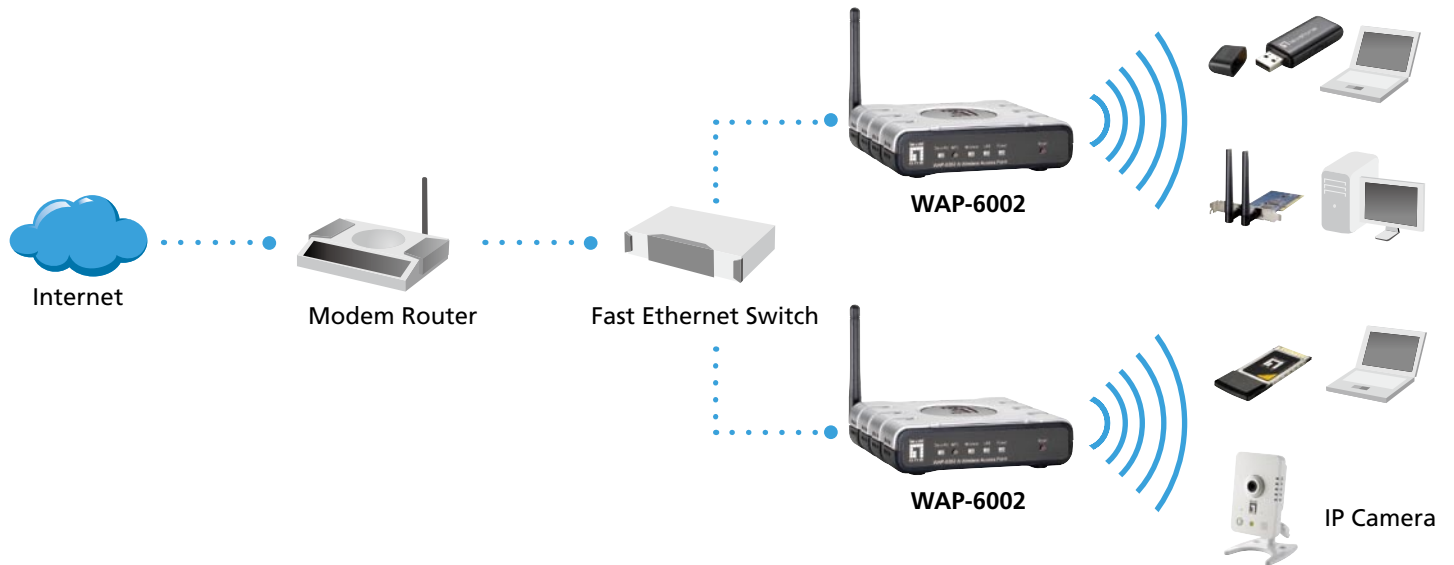 WAP-6002
Internet
Modem Router
Fast Ethernet Switch
WAP-6002
IP Camera